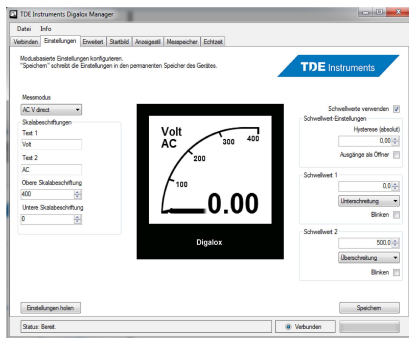 TDE Instruments Digalox Manager
Datei Info
Verbinden Einstellungen Erweitert Startbild Anzeigestil Messspeicher Echtzeit
Modusbasierte Einstellungen konfigurieren.
"Speichern" schreibt die Einstellungen in den permanenten Speicher des Gerätes.
TDE Instruments
Messmodus
AC V direct
Skalabeschriftungen
Text 1
Volt
Text 2
AC
Obere Skalabeschriftung
400
Untere Skalabeschriftung
0
Volt
AC
100
200
300
400
0.00
Digalox
Schwellwerte verwenden
Schwellwert-Einstellungen
Hysterese (absolut)
0,00
Ausgänge als Öffner
Schwellwert 1
0,0
Unterschreitung
Blinken
Schwellwert 2
500,0
Überschreitung
Blinken
Einstellungen holen
Speichern
Status: Bereit.
Verbunden